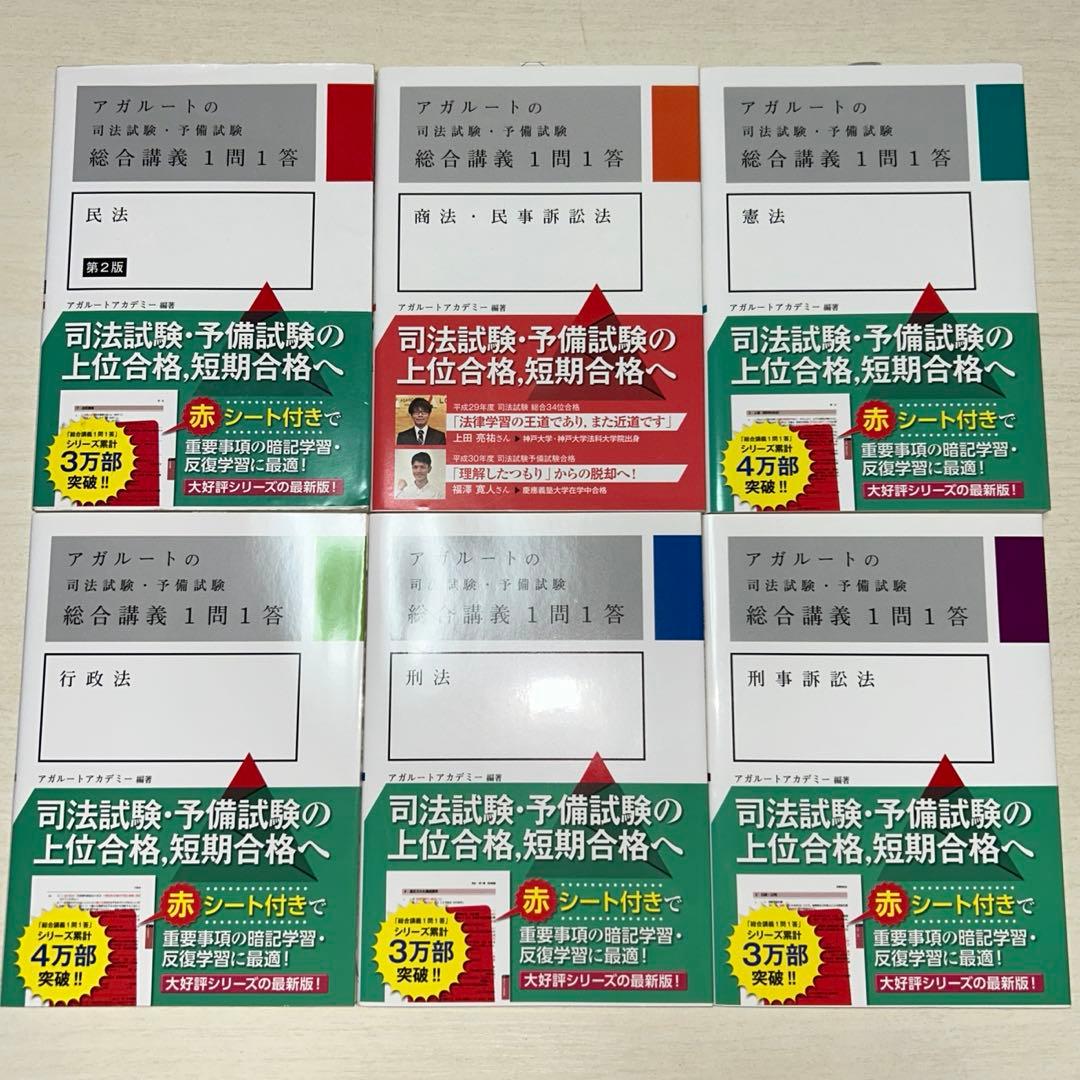 アガルートの
司法試験・予備試験
総合講義 1問1答
民法
第2版
アガルートアカデミー 編著
司法試験・予備試験の
上位合格,短期合格へ
赤シート付きで
重要事項の暗記学習・
反復学習に最適!
大好評シリーズの最新版!
「総合講義1問1答」
シリーズ累計
3万部
突破!!
アガルートの
司法試験・予備試験
総合講義 1問1答
商法・民事訴訟法
アガルートアカデミー 編著
司法試験・予備試験の
上位合格,短期合格へ
平成29年度 司法試験 総合34位合格
「法律学習の王道であり、また近道です」
上田 亮祐さん ▶神戸大学・神戸大学法科大学院出身
平成30年度 司法試験予備試験合格
「理解したつもり」からの脱却へ!
福澤 寛人さん ▶慶應義塾大学在学中合格
アガルートの
司法試験・予備試験
総合講義 1問1答
憲法
アガルートアカデミー 編著
司法試験・予備試験の
上位合格,短期合格へ
赤シート付きで
重要事項の暗記学習・
反復学習に最適!
大好評シリーズの最新版!
「総合講義1問1答」
シリーズ累計
4万部
突破!!
アガルートの
司法試験・予備試験
総合講義 1問1答
行政法
アガルートアカデミー 編著
司法試験・予備試験の
上位合格,短期合格へ
赤シート付きで
重要事項の暗記学習・
反復学習に最適!
大好評シリーズの最新版!
「総合講義1問1答」
シリーズ累計
4万部
突破!!
アガルートの
司法試験・予備試験
総合講義 1問1答
刑法
アガルートアカデミー 編著
司法試験・予備試験の
上位合格,短期合格へ
赤シート付きで
重要事項の暗記学習・
反復学習に最適!
大好評シリーズの最新版!
「総合講義1問1答」
シリーズ累計
3万部
突破!!
アガルートの
司法試験・予備試験
総合講義 1問1答
刑事訴訟法
アガルートアカデミー 編著
司法試験・予備試験の
上位合格,短期合格へ
赤シート付きで
重要事項の暗記学習・
反復学習に最適!
大好評シリーズの最新版!
「総合講義1問1答」
シリーズ累計
3万部
突破!!